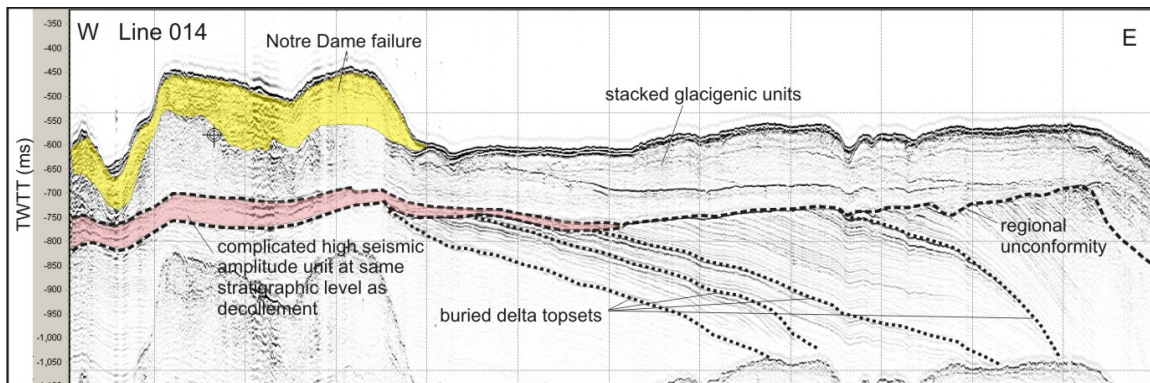 W Line 014
E
Notre Dame failure
stacked glacigenic units
regional
unconformity
complicated high seismic
amplitude unit at same
stratigraphic level as
decollement
buried delta topsets
TWTT (ms)
-350
-400
-450
-500
-550
-600
-650
-700
-750
-800
-850
-900
-950
-1,000
-1,050